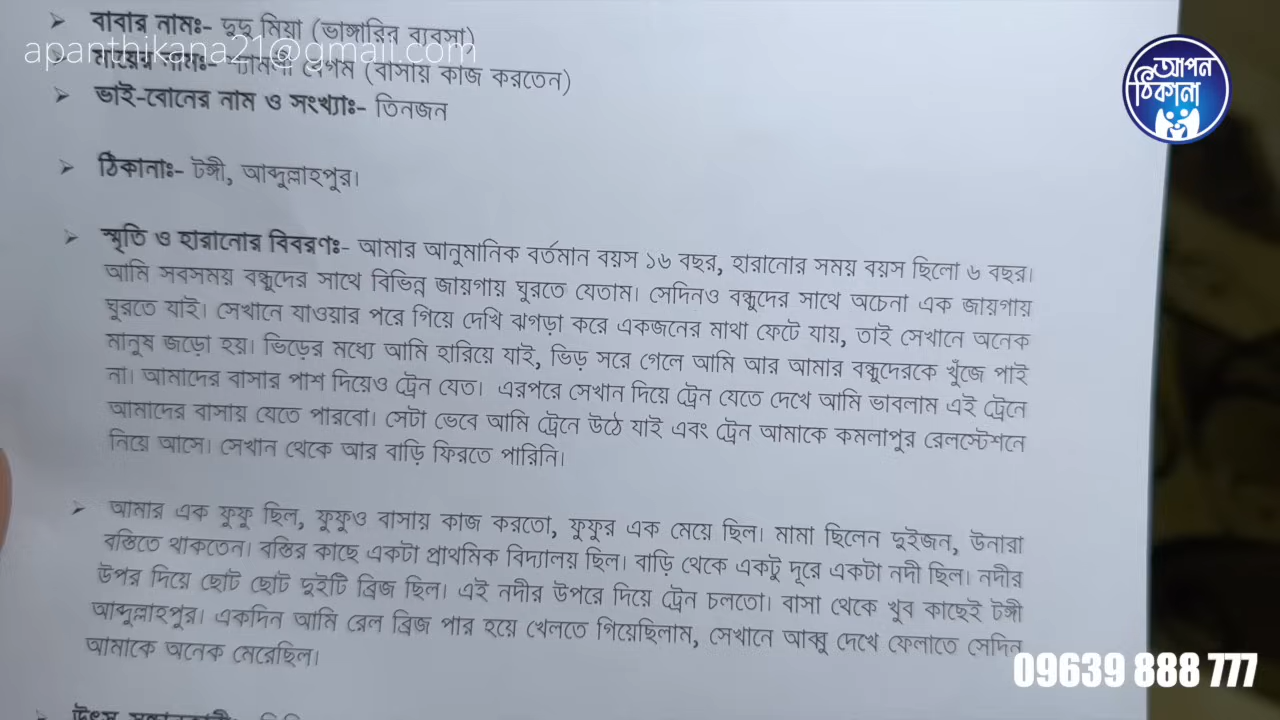 বাবার নামঃ- দুদু মিয়া (ভাঙ্গারির ব্যবসা)
apanthikana21@gmail.com
মায়ের নামঃ- বেগম (বাসায় কাজ করতেন)
ভাই-বোনের নাম ও সংখ্যাঃ- তিনজন
ঠিকানাঃ- টঙ্গী, আব্দুল্লাহপুর।
স্মৃতি ও হারানোর বিবরণঃ- আমার আনুমানিক বর্তমান বয়স ১৬ বছর, হারানোর সময় বয়স ছিলো ৬ বছর।
আমি সবসময় বন্ধুদের সাথে বিভিন্ন জায়গায় ঘুরতে যেতাম। সেদিনও বন্ধুদের সাথে অচেনা এক জায়গায়
ঘুরতে যাই। সেখানে যাওয়ার পরে গিয়ে দেখি ঝগড়া করে একজনের মাথা ফেটে যায়, তাই সেখানে অনেক
মানুষ জড়ো হয়। ভিড়ের মধ্যে আমি হারিয়ে যাই, ভিড় সরে গেলে আমি আর আমার বন্ধুদেরকে খুঁজে পাই
না। আমাদের বাসার পাশ দিয়েও ট্রেন যেত। এরপরে সেখান দিয়ে ট্রেন যেতে দেখে আমি ভাবলাম এই ট্রেনে
আমাদের বাসায় যেতে পারবো। সেটা ভেবে আমি ট্রেনে উঠে যাই এবং ট্রেন আমাকে কমলাপুর রেলস্টেশনে
নিয়ে আসে। সেখান থেকে আর বাড়ি ফিরতে পারিনি।
আমার এক ফুফু ছিল, ফুফুও বাসায় কাজ করতো, ফুফুর এক মেয়ে ছিল। মামা ছিলেন দুইজন, উনারা
বস্তিতে থাকতেন। বস্তির কাছে একটা প্রাথমিক বিদ্যালয় ছিল। বাড়ি থেকে একটু দূরে একটা নদী ছিল। নদীর
উপর দিয়ে ছোট ছোট দুইটি ব্রিজ ছিল। এই নদীর উপরে দিয়ে ট্রেন চলতো। বাসা থেকে খুব কাছেই টঙ্গী
আব্দুল্লাহপুর। একদিন আমি রেল ব্রিজ পার হয়ে খেলতে গিয়েছিলাম, সেখানে আব্বু দেখে ফেলাতে সেদিন
আমাকে অনেক মেরেছিল।
আপন
ঠিকানা
09639 888 777